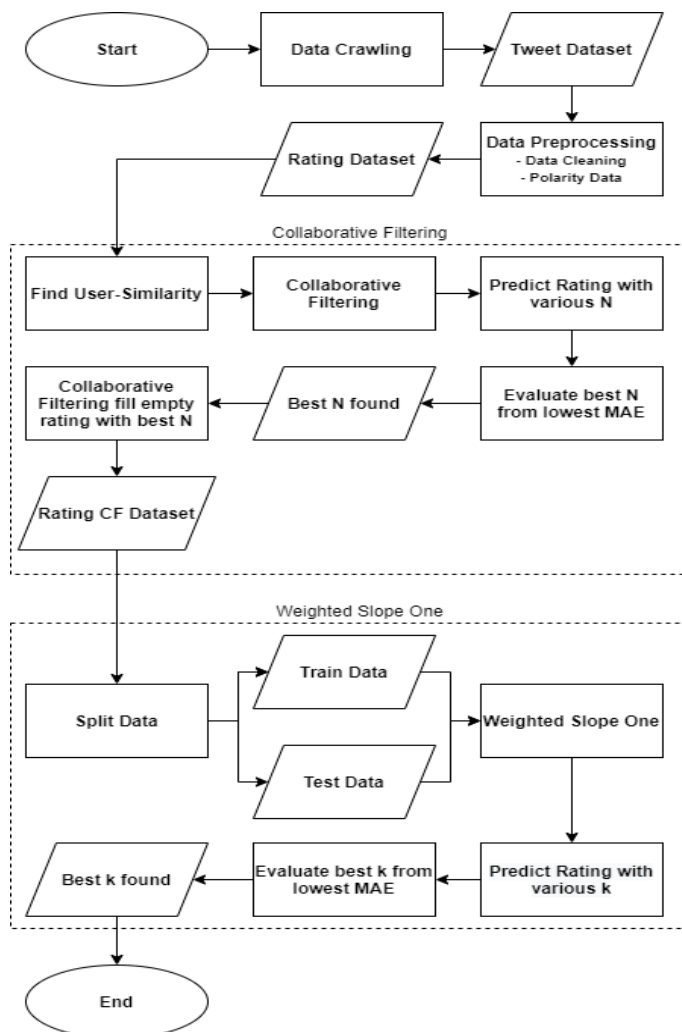 Start
Data Crawling
Tweet Dataset
Data Preprocessing
- Data Cleaning
- Polarity Data
Rating Dataset
Collaborative Filtering
Find User-Similarity
Collaborative
Filtering
Predict Rating with
various N
Evaluate best N
from lowest MAE
Best N found
Collaborative
Filtering fill empty
rating with best N
Rating CF Dataset
Weighted Slope One
Split Data
Train Data
Test Data
Weighted Slope One
Predict Rating with
various k
Evaluate best k from
lowest MAE
Best k found
End